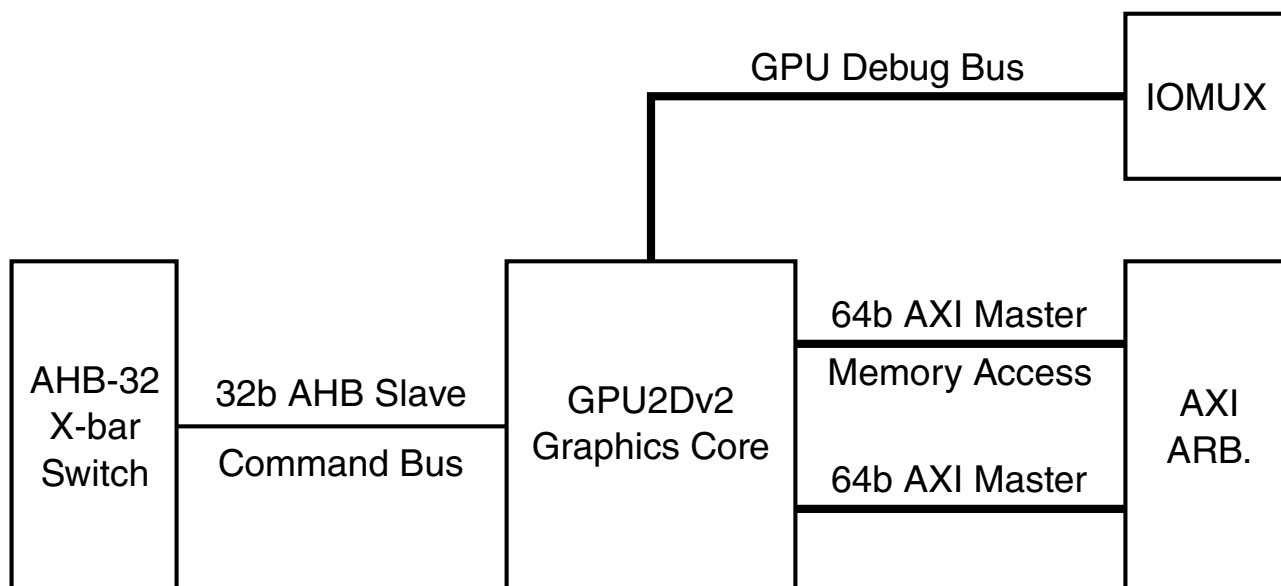 GPU Debug Bus
IOMUX
AHB-32
X-bar
Switch
32b AHB Slave
Command Bus
GPU2Dv2
Graphics Core
64b AXI Master
Memory Access
64b AXI Master
AXI
ARB.